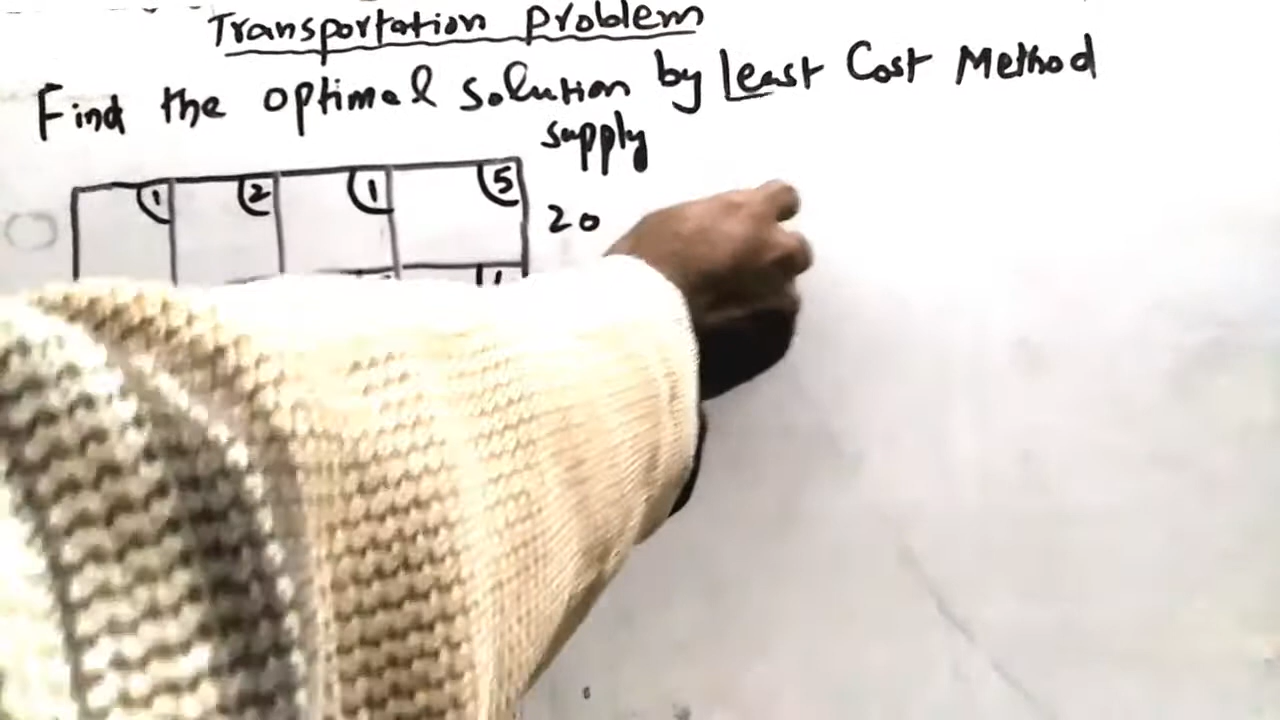 Transportation Problem
Find the optimal solution by Least Cost Method
supply
1 2 1 5 20